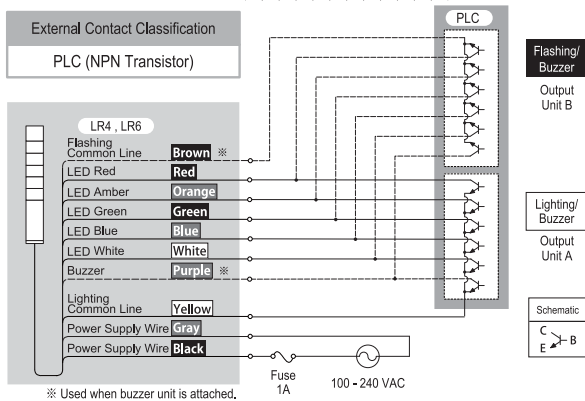 External Contact Classification
PLC (NPN Transistor)
PLC
Flashing/
Buzzer
Output
Unit B
Lighting/
Buzzer
Output
Unit A
Schematic
C
B
E
LR4 , LR6
Flashing
Common Line Brown ※
LED Red Red
LED Amber Orange
LED Green Green
LED Blue Blue
LED White White
Buzzer Purple ※
Lighting
Common Line Yellow
Power Supply Wire Gray
Power Supply Wire Black
Fuse
1A
100 - 240 VAC
※ Used when buzzer unit is attached.